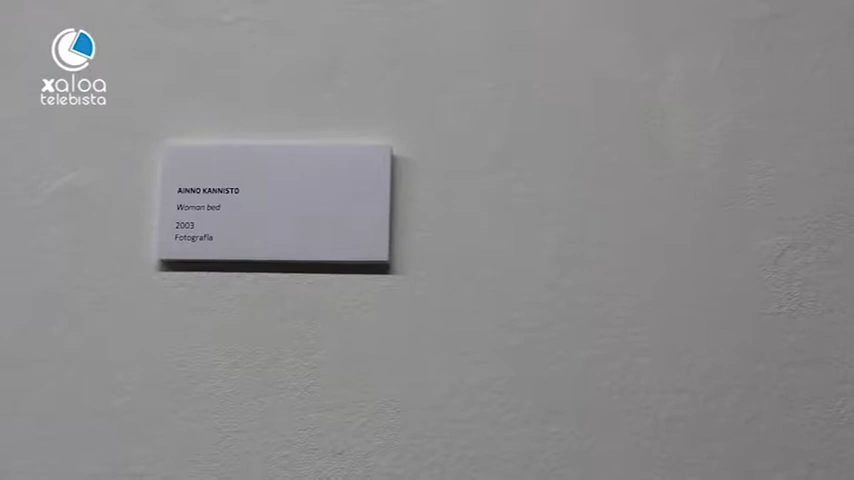 xaloa
telebista
AINNO KANNISTO
Woman bed
2003
Fotografía